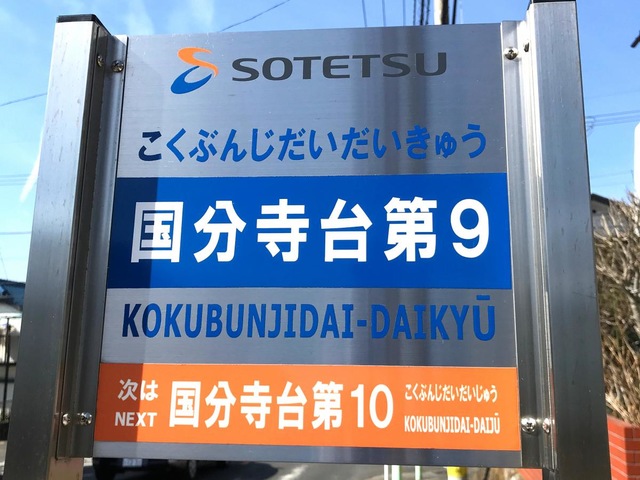 SOTETSU
こくぶんじだいだいきゅう
国分寺台第9
KOKUBUNJIDAI-DAIKYŪ
次は
NEXT
国分寺台第10
こくぶんじだいだいじゅう
KOKUBUNJIDAI-DAIJŪ